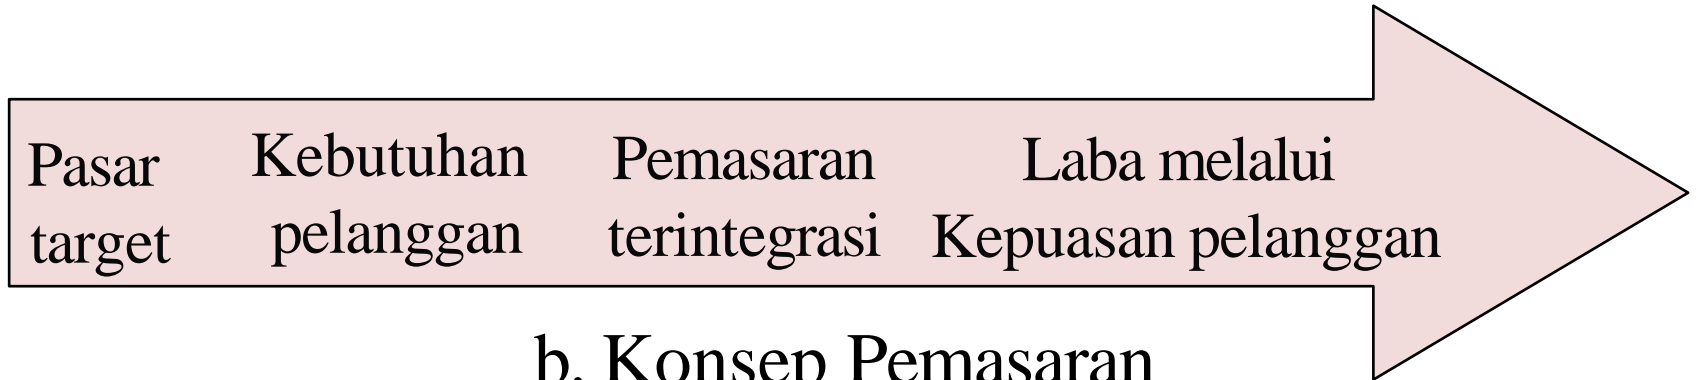 Pasar
target
Kebutuhan
pelanggan
Pemasaran
terintegrasi
Laba melalui
Kepuasan pelanggan
b. Konsep Pemasaran